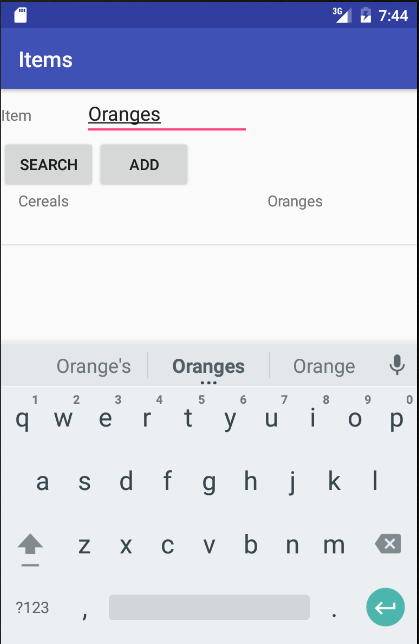 3G 7:44
Items
Item Oranges
SEARCH ADD
Cereals Oranges
Orange's Oranges Orange
1 2 3 4 5 6 7 8 9 0
q w e r t y u i o p
a s d f g h j k l
z x c v b n m
?123 , .